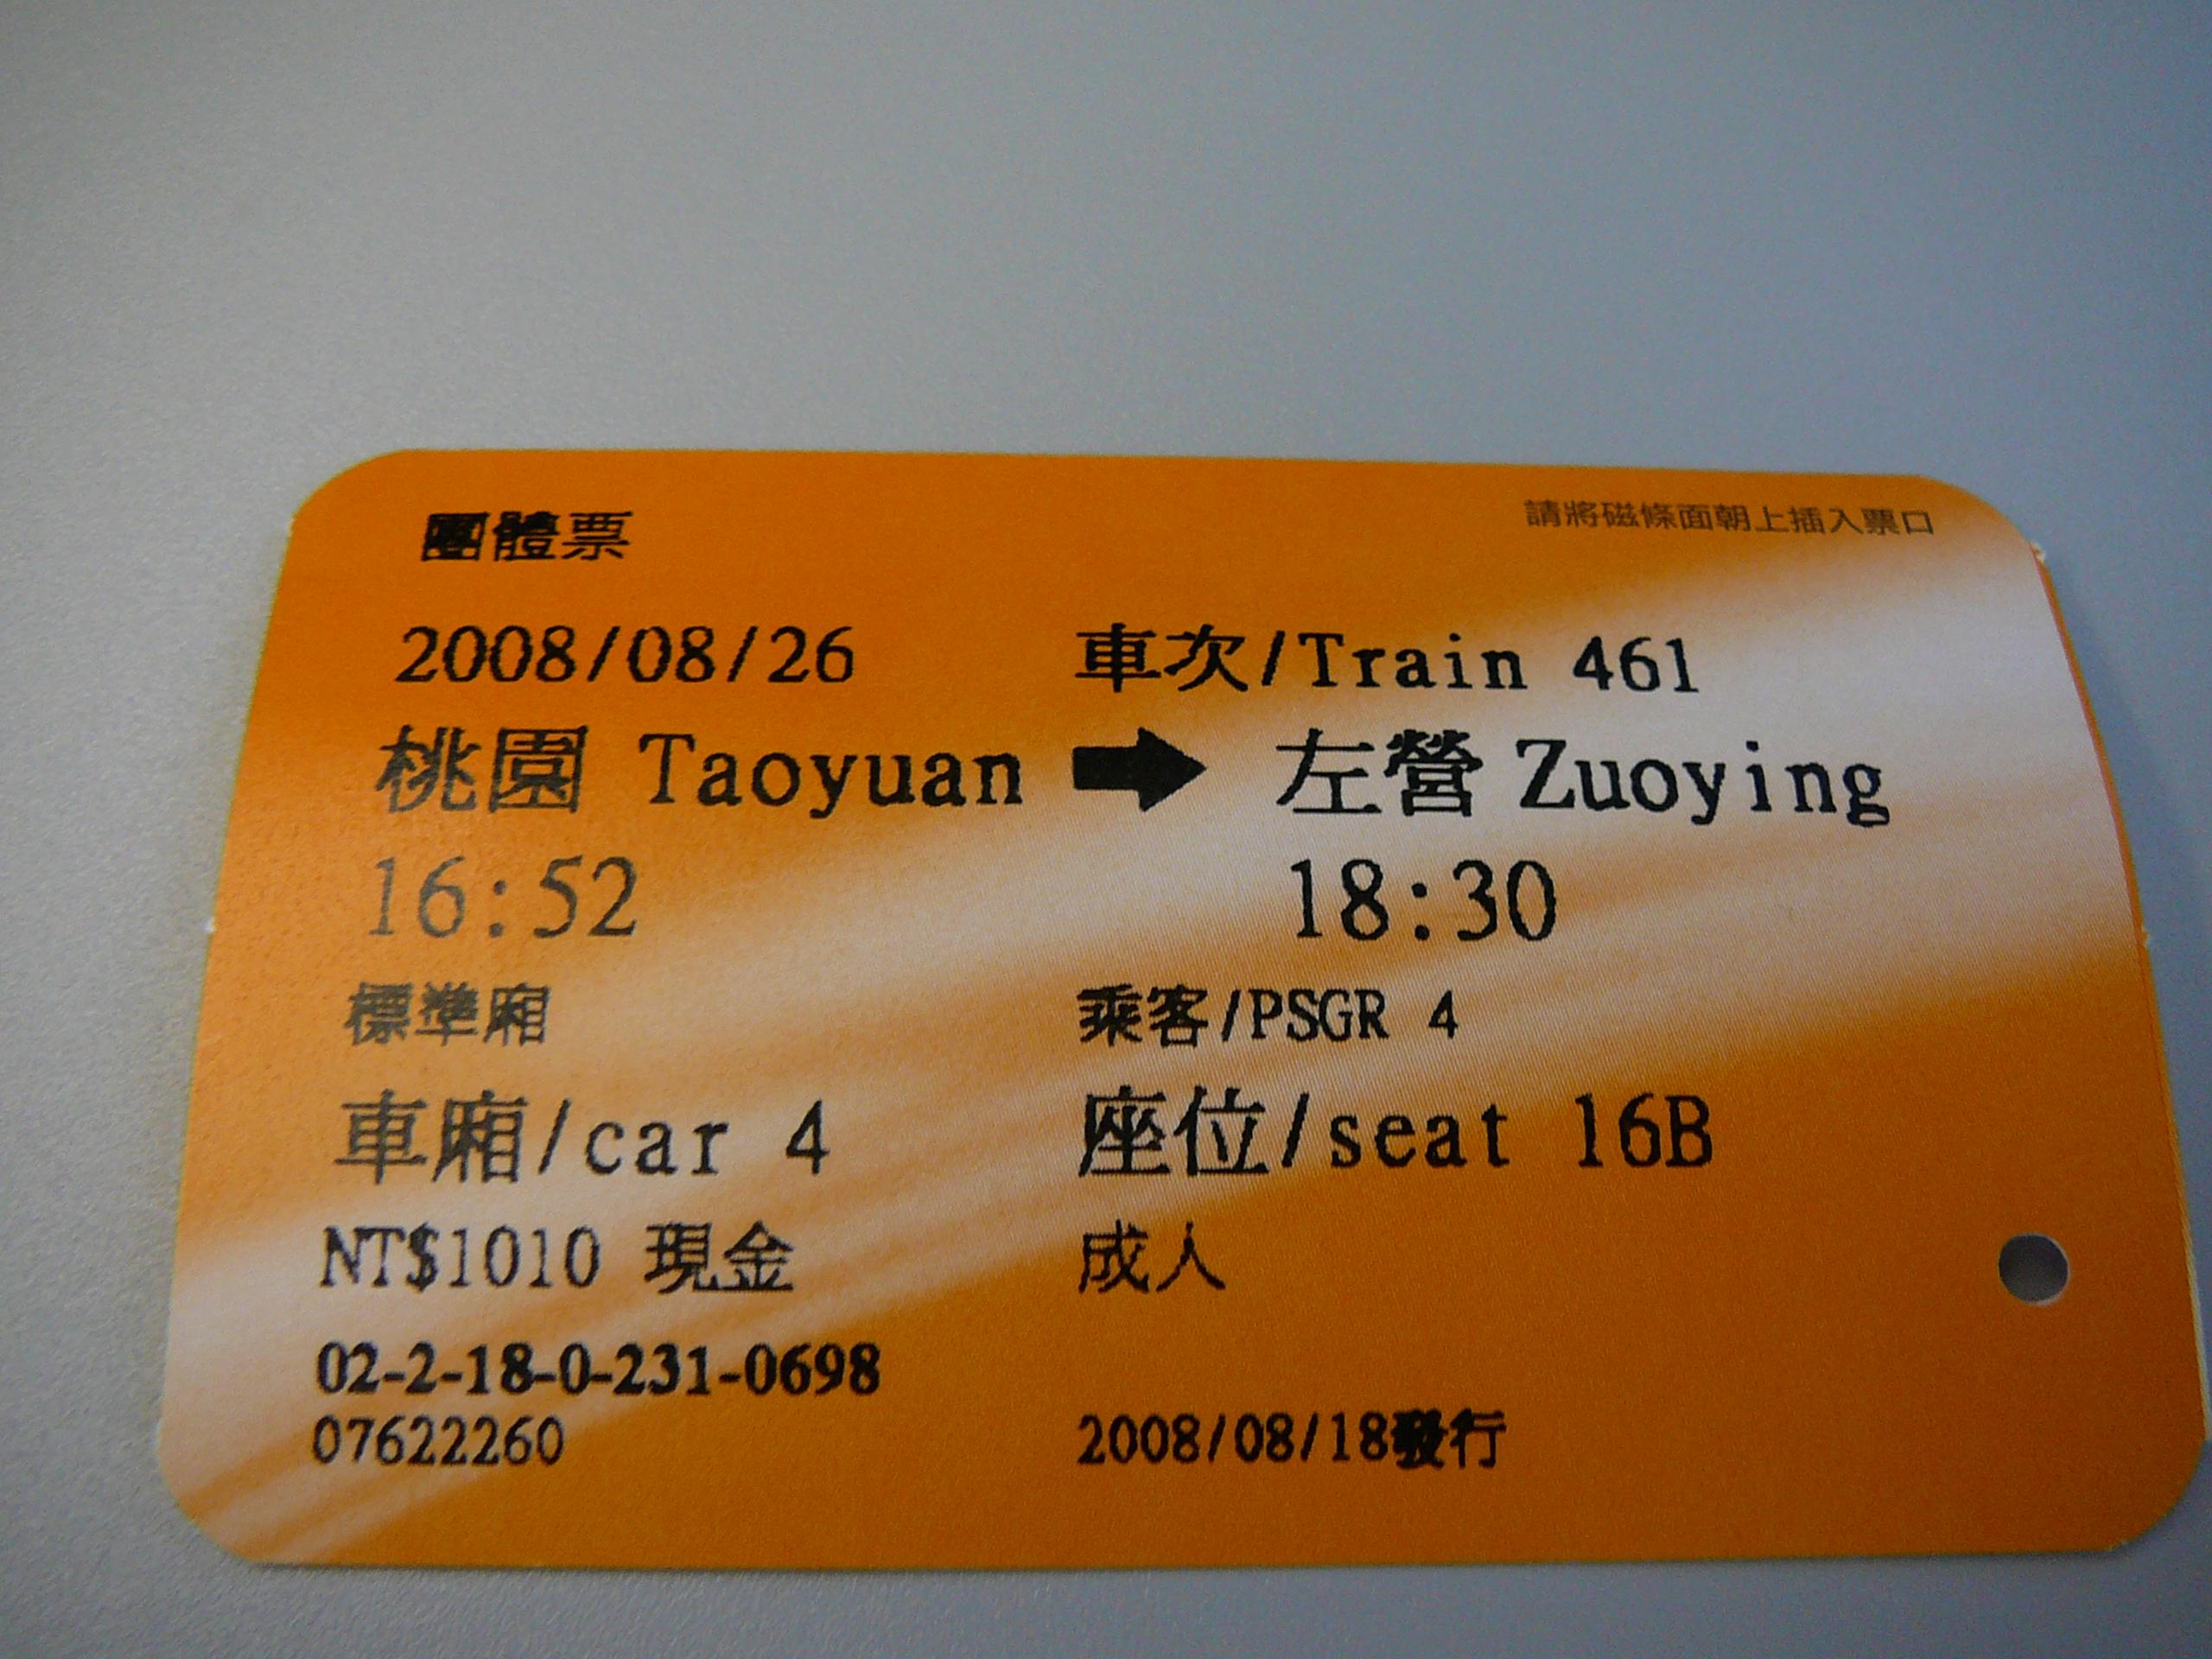 團體票
請將磁條面朝上插入票口
2008/08/26 車次/Train 461
桃園 Taoyuan ➡ 左營 Zuoying
16:52 18:30
標準廂 乘客/PSGR 4
車廂/car 4 座位/seat 16B
NT$1010 現金 成人
02-2-18-0-231-0698
07622260 2008/08/18發行